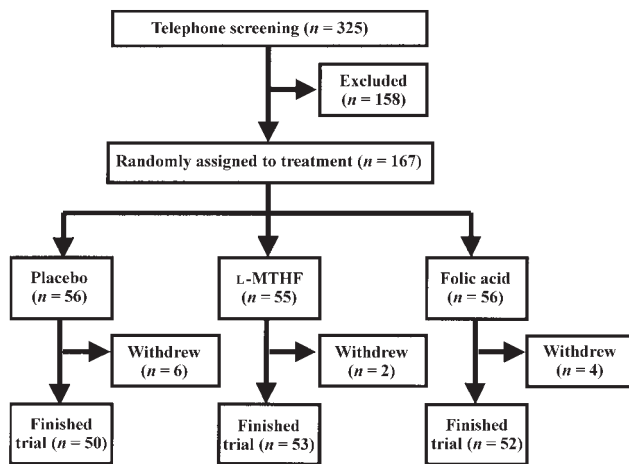 Telephone screening (n = 325)
Excluded
(n = 158)
Randomly assigned to treatment (n = 167)
Placebo
(n = 56)
L-MTHF
(n = 55)
Folic acid
(n = 56)
Withdrew
(n = 6)
Withdrew
(n = 2)
Withdrew
(n = 4)
Finished
trial (n = 50)
Finished
trial (n = 53)
Finished
trial (n = 52)